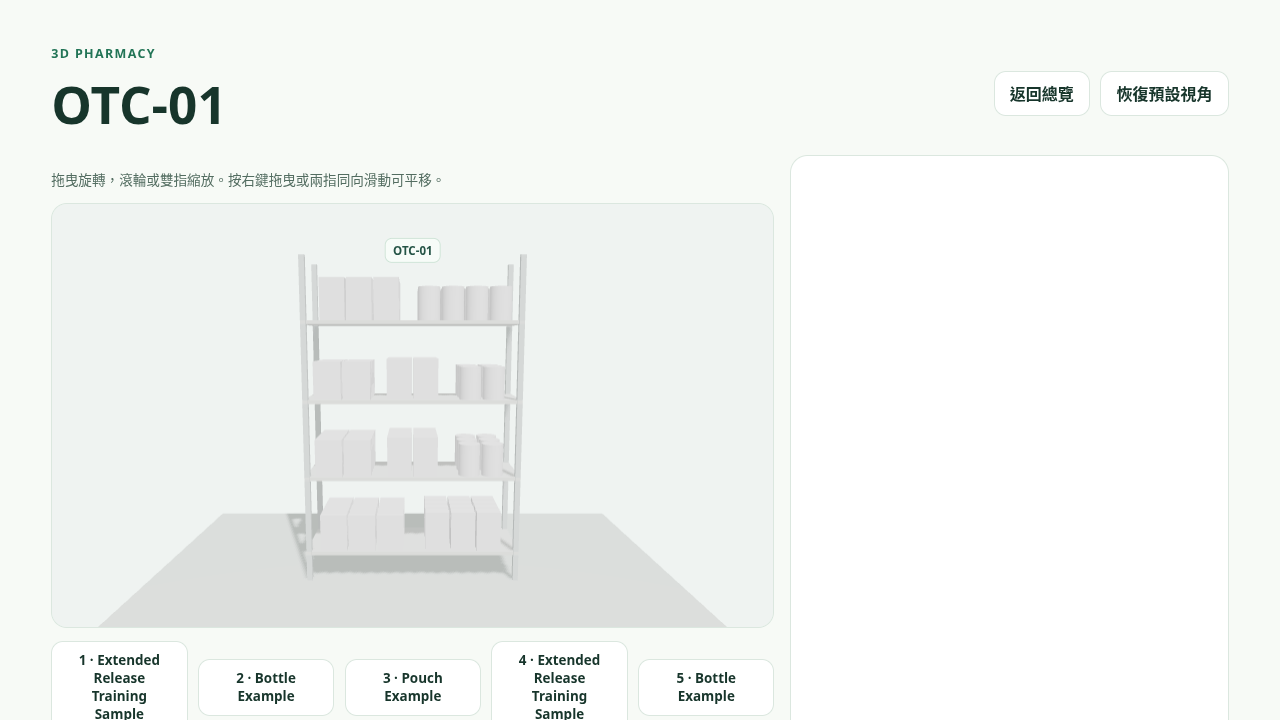 3D PHARMACY
OTC-01
返回總覽
恢復預設視角
拖曳旋轉，滾輪或雙指縮放。按右鍵拖曳或兩指同向滑動可平移。
OTC-01
1 · Extended
Release
Training
Sample
2 · Bottle
Example
3 · Pouch
Example
4 · Extended
Release
Training
Sample
5 · Bottle
Example